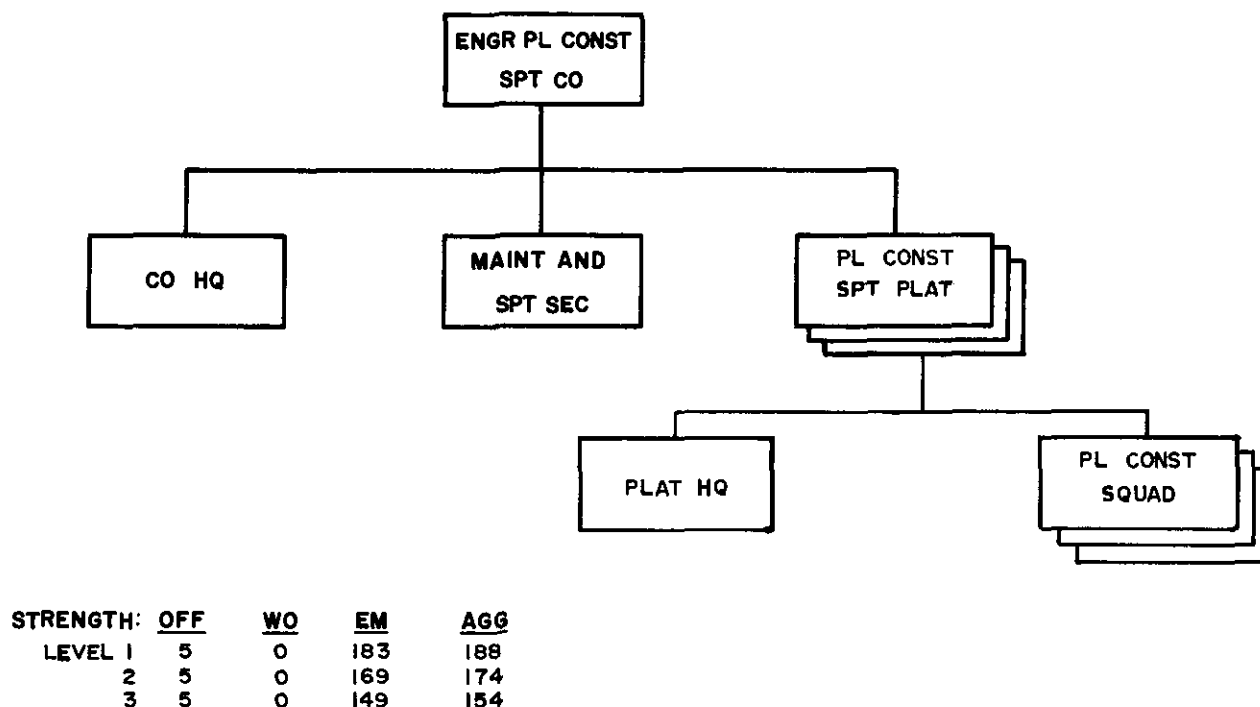 ENGR PL CONST
SPT CO
CO HQ
MAINT AND
SPT SEC
PL CONST
SPT PLAT
PLAT HQ
PL CONST
SQUAD
STRENGTH: OFF WO EM AGG
LEVEL 1 5 0 183 188
2 5 0 169 174
3 5 0 149 154